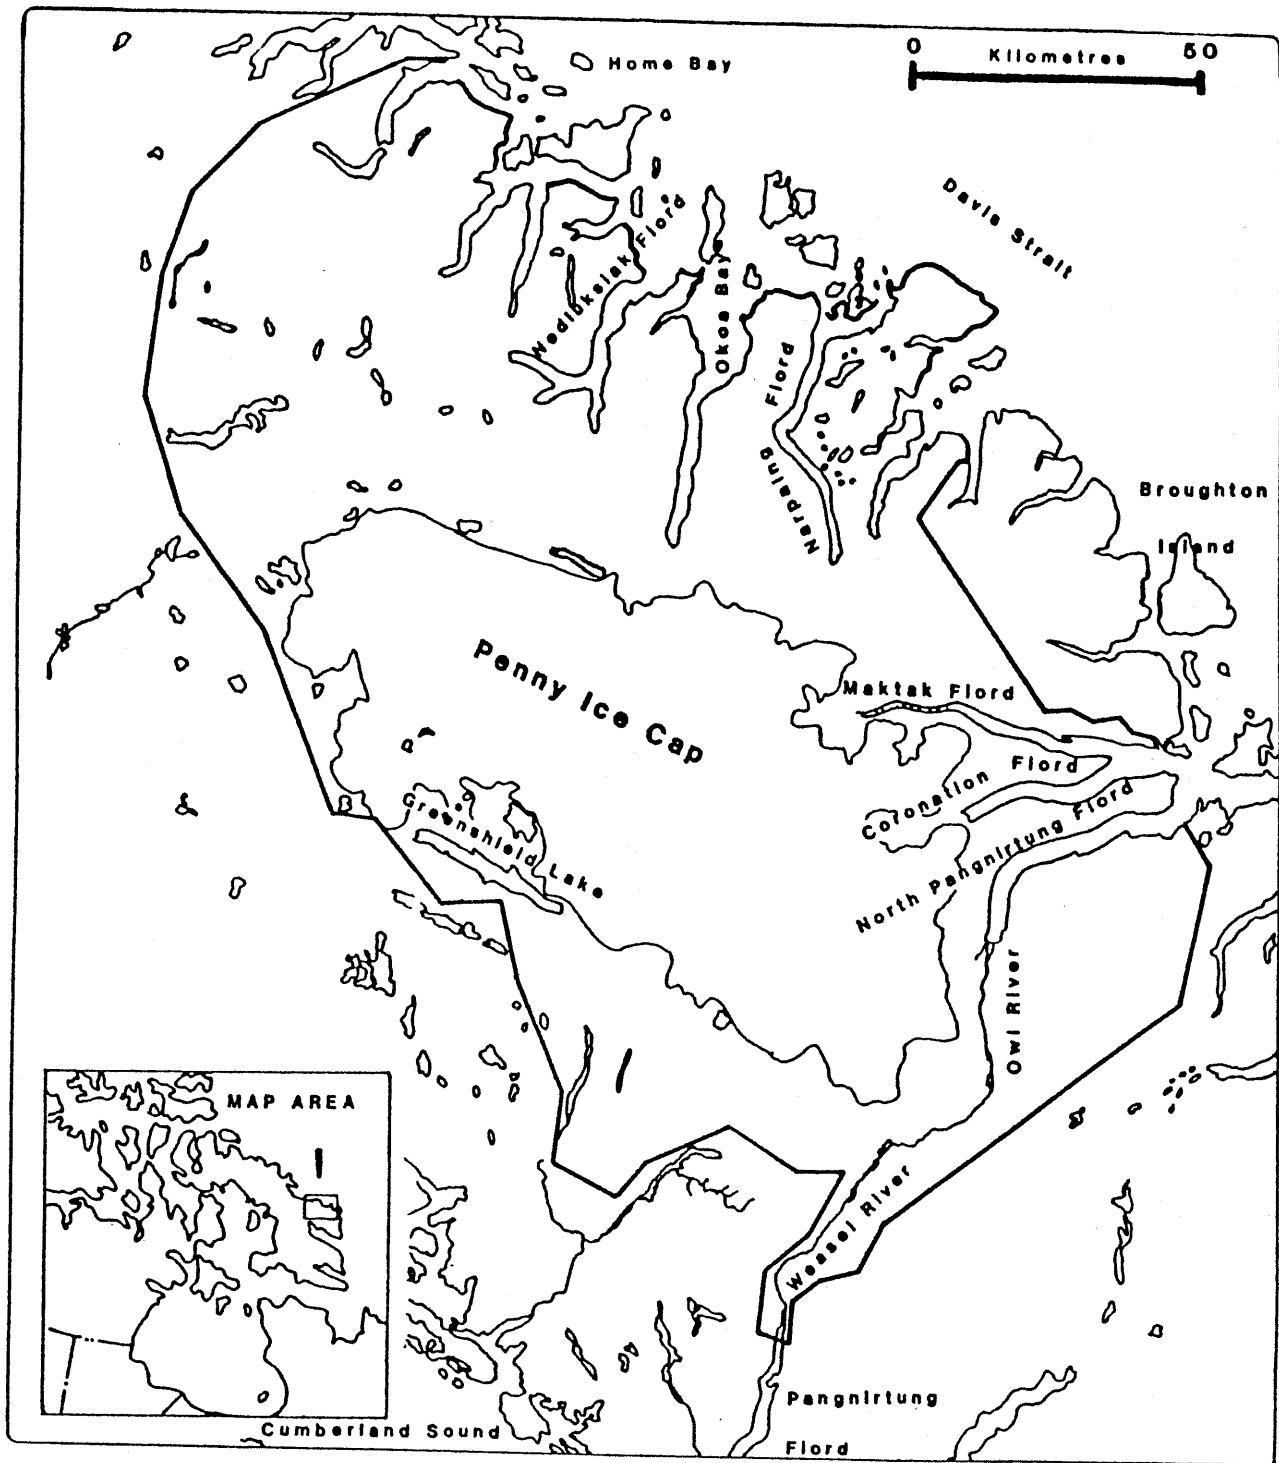 0 50
Kilometres
Home Bay
Davis Strait
Nedlukseak Fiord
Okoa Bay
Narpaing Fiord
Broughton
Island
Penny Ice Cap
Maktak Fiord
Coronation Fiord
Greenshield Lake
North Pangnirtung Fiord
Owl River
MAP AREA
Weasel River
Pangnirtung
Fiord
Cumberland Sound